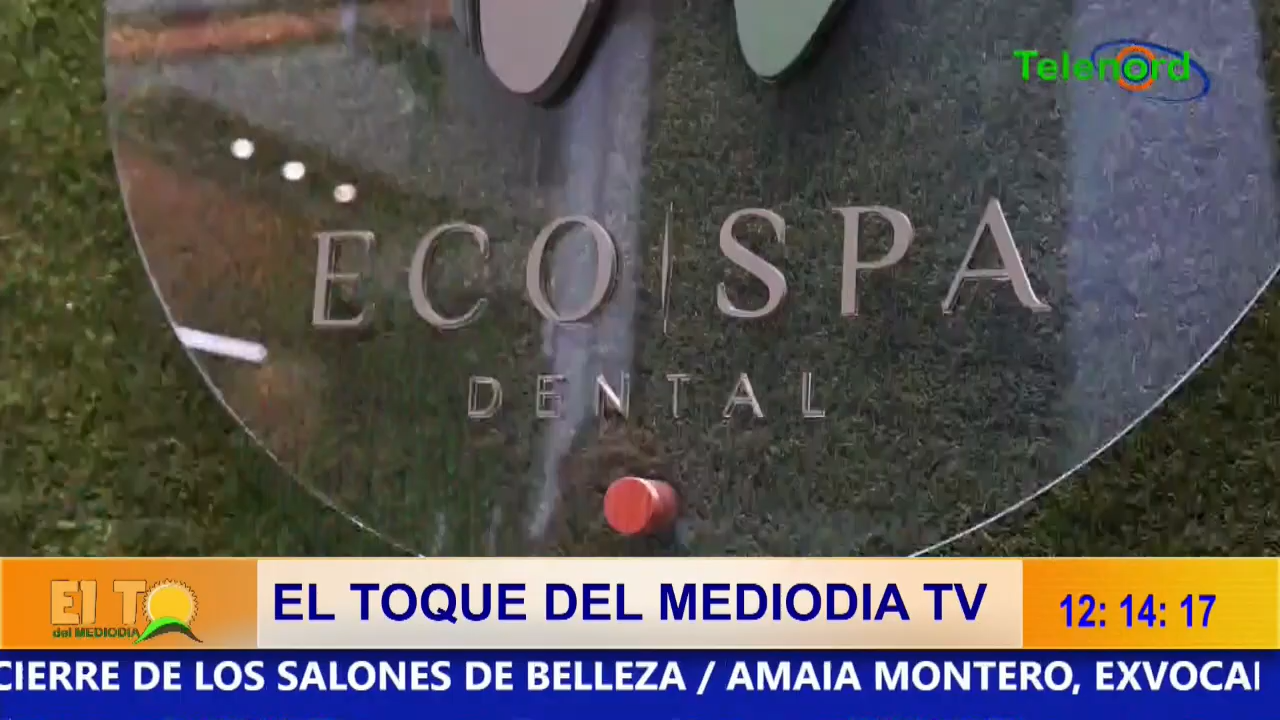 Telenord
ECO | SPA
DENTAL
El TO
del MEDIODIA
EL TOQUE DEL MEDIODIA TV
12: 14: 17
CIERRE DE LOS SALONES DE BELLEZA / AMAIA MONTERO, EXVOCAL